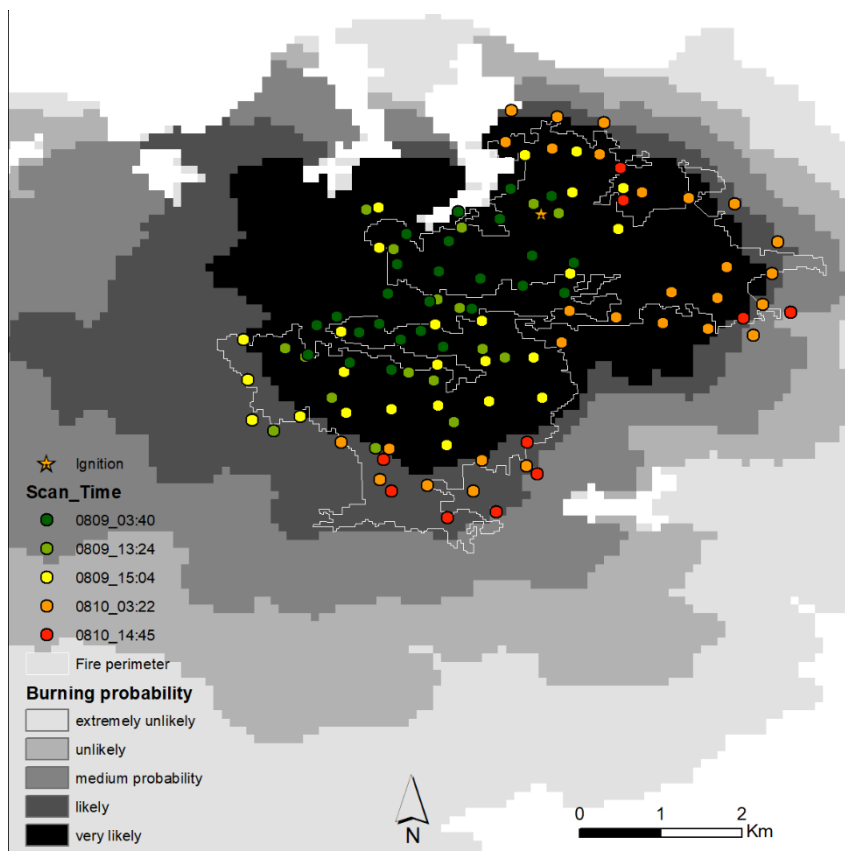 Ignition
Scan_Time
0809_03:40
0809_13:24
0809_15:04
0810_03:22
0810_14:45
Fire perimeter
Burning probability
extremely unlikely
unlikely
medium probability
likely
very likely
N
0 1 2
Km